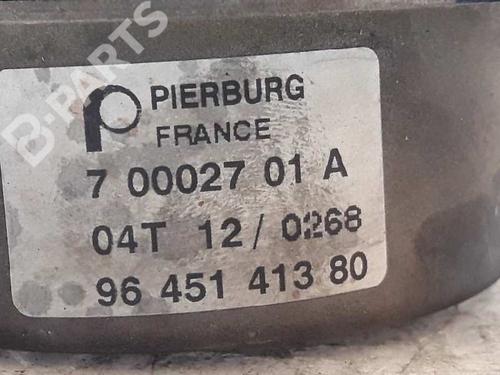 B-PARTS
PIERBURG
FRANCE
7 00027 01 A
04T 12 / 0268
96 451 413 80